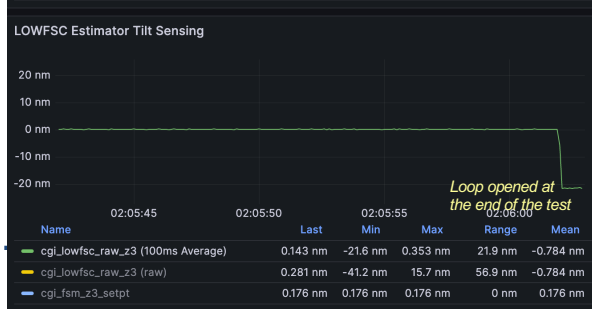 LOWFSC Estimator Tilt Sensing
20 nm
10 nm
0 nm
-10 nm
-20 nm
Loop opened at
the end of the test
02:05:45 02:05:50 02:05:55 02:06:00
Name Last Min Max Range Mean
cgi_lowfsc_raw_z3 (100ms Average) 0.143 nm -21.6 nm 0.353 nm 21.9 nm -0.784 nm
cgi_lowfsc_raw_z3 (raw) 0.281 nm -41.2 nm 15.7 nm 56.9 nm -0.784 nm
cgi_fsm_z3_setpt 0.176 nm 0.176 nm 0.176 nm 0 nm 0.176 nm